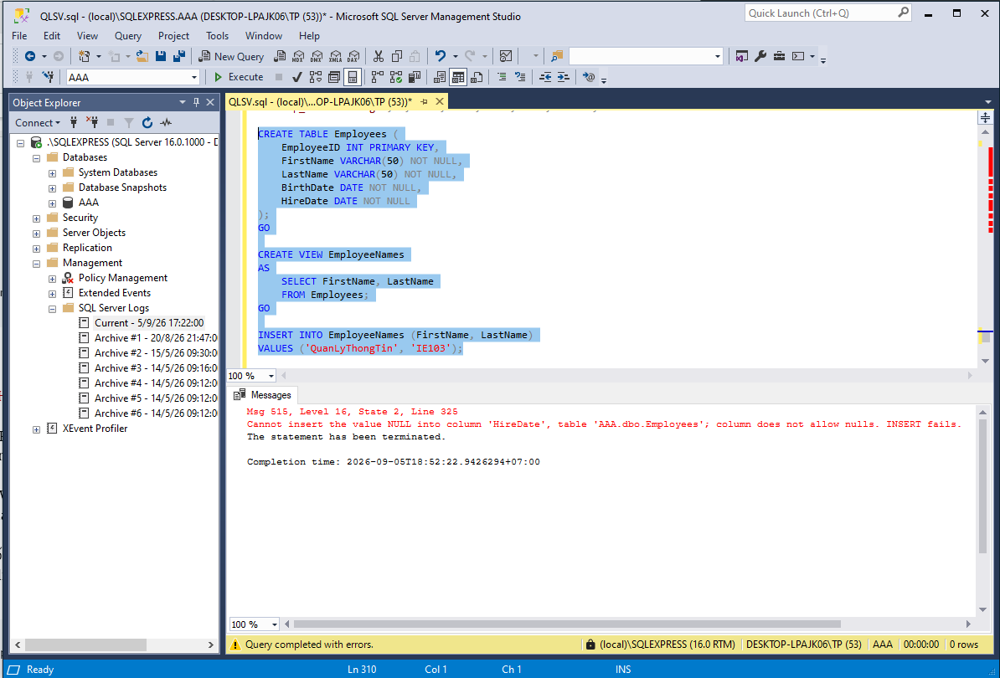 QLSV.sql - (local)\SQLEXPRESS.AAA (DESKTOP-LPAJK06\TP (53))* - Microsoft SQL Server Management Studio
Quick Launch (Ctrl+Q)
File Edit View Query Project Tools Window Help
New Query
MDX DMX XMLA DAX
AAA
Execute
Object Explorer
Connect
.\SQLEXPRESS (SQL Server 16.0.1000 - D
Databases
System Databases
Database Snapshots
AAA
Security
Server Objects
Replication
Management
Policy Management
Extended Events
SQL Server Logs
Current - 5/9/26 17:22:00
Archive #1 - 20/8/26 21:47:0
Archive #2 - 15/5/26 09:30:0
Archive #3 - 14/5/26 09:16:0
Archive #4 - 14/5/26 09:12:0
Archive #5 - 14/5/26 09:12:0
Archive #6 - 14/5/26 09:12:0
XEvent Profiler
QLSV.sql - (local)\...OP-LPAJK06\TP (53))*
CREATE TABLE Employees (
EmployeeID INT PRIMARY KEY,
FirstName VARCHAR(50) NOT NULL,
LastName VARCHAR(50) NOT NULL,
BirthDate DATE NOT NULL,
HireDate DATE NOT NULL
);
GO
CREATE VIEW EmployeeNames
AS
SELECT FirstName, LastName
FROM Employees;
GO
INSERT INTO EmployeeNames (FirstName, LastName)
VALUES ('QuanLyThongTin', 'IE103');
100 %
Messages
Msg 515, Level 16, State 2, Line 325
Cannot insert the value NULL into column 'HireDate', table 'AAA.dbo.Employees'; column does not allow nulls. INSERT fails.
The statement has been terminated.
Completion time: 2026-09-05T18:52:22.9426294+07:00
100 %
Query completed with errors.
(local)\SQLEXPRESS (16.0 RTM)
DESKTOP-LPAJK06\TP (53)
AAA
00:00:00
0 rows
Ready
Ln 310
Col 1
Ch 1
INS